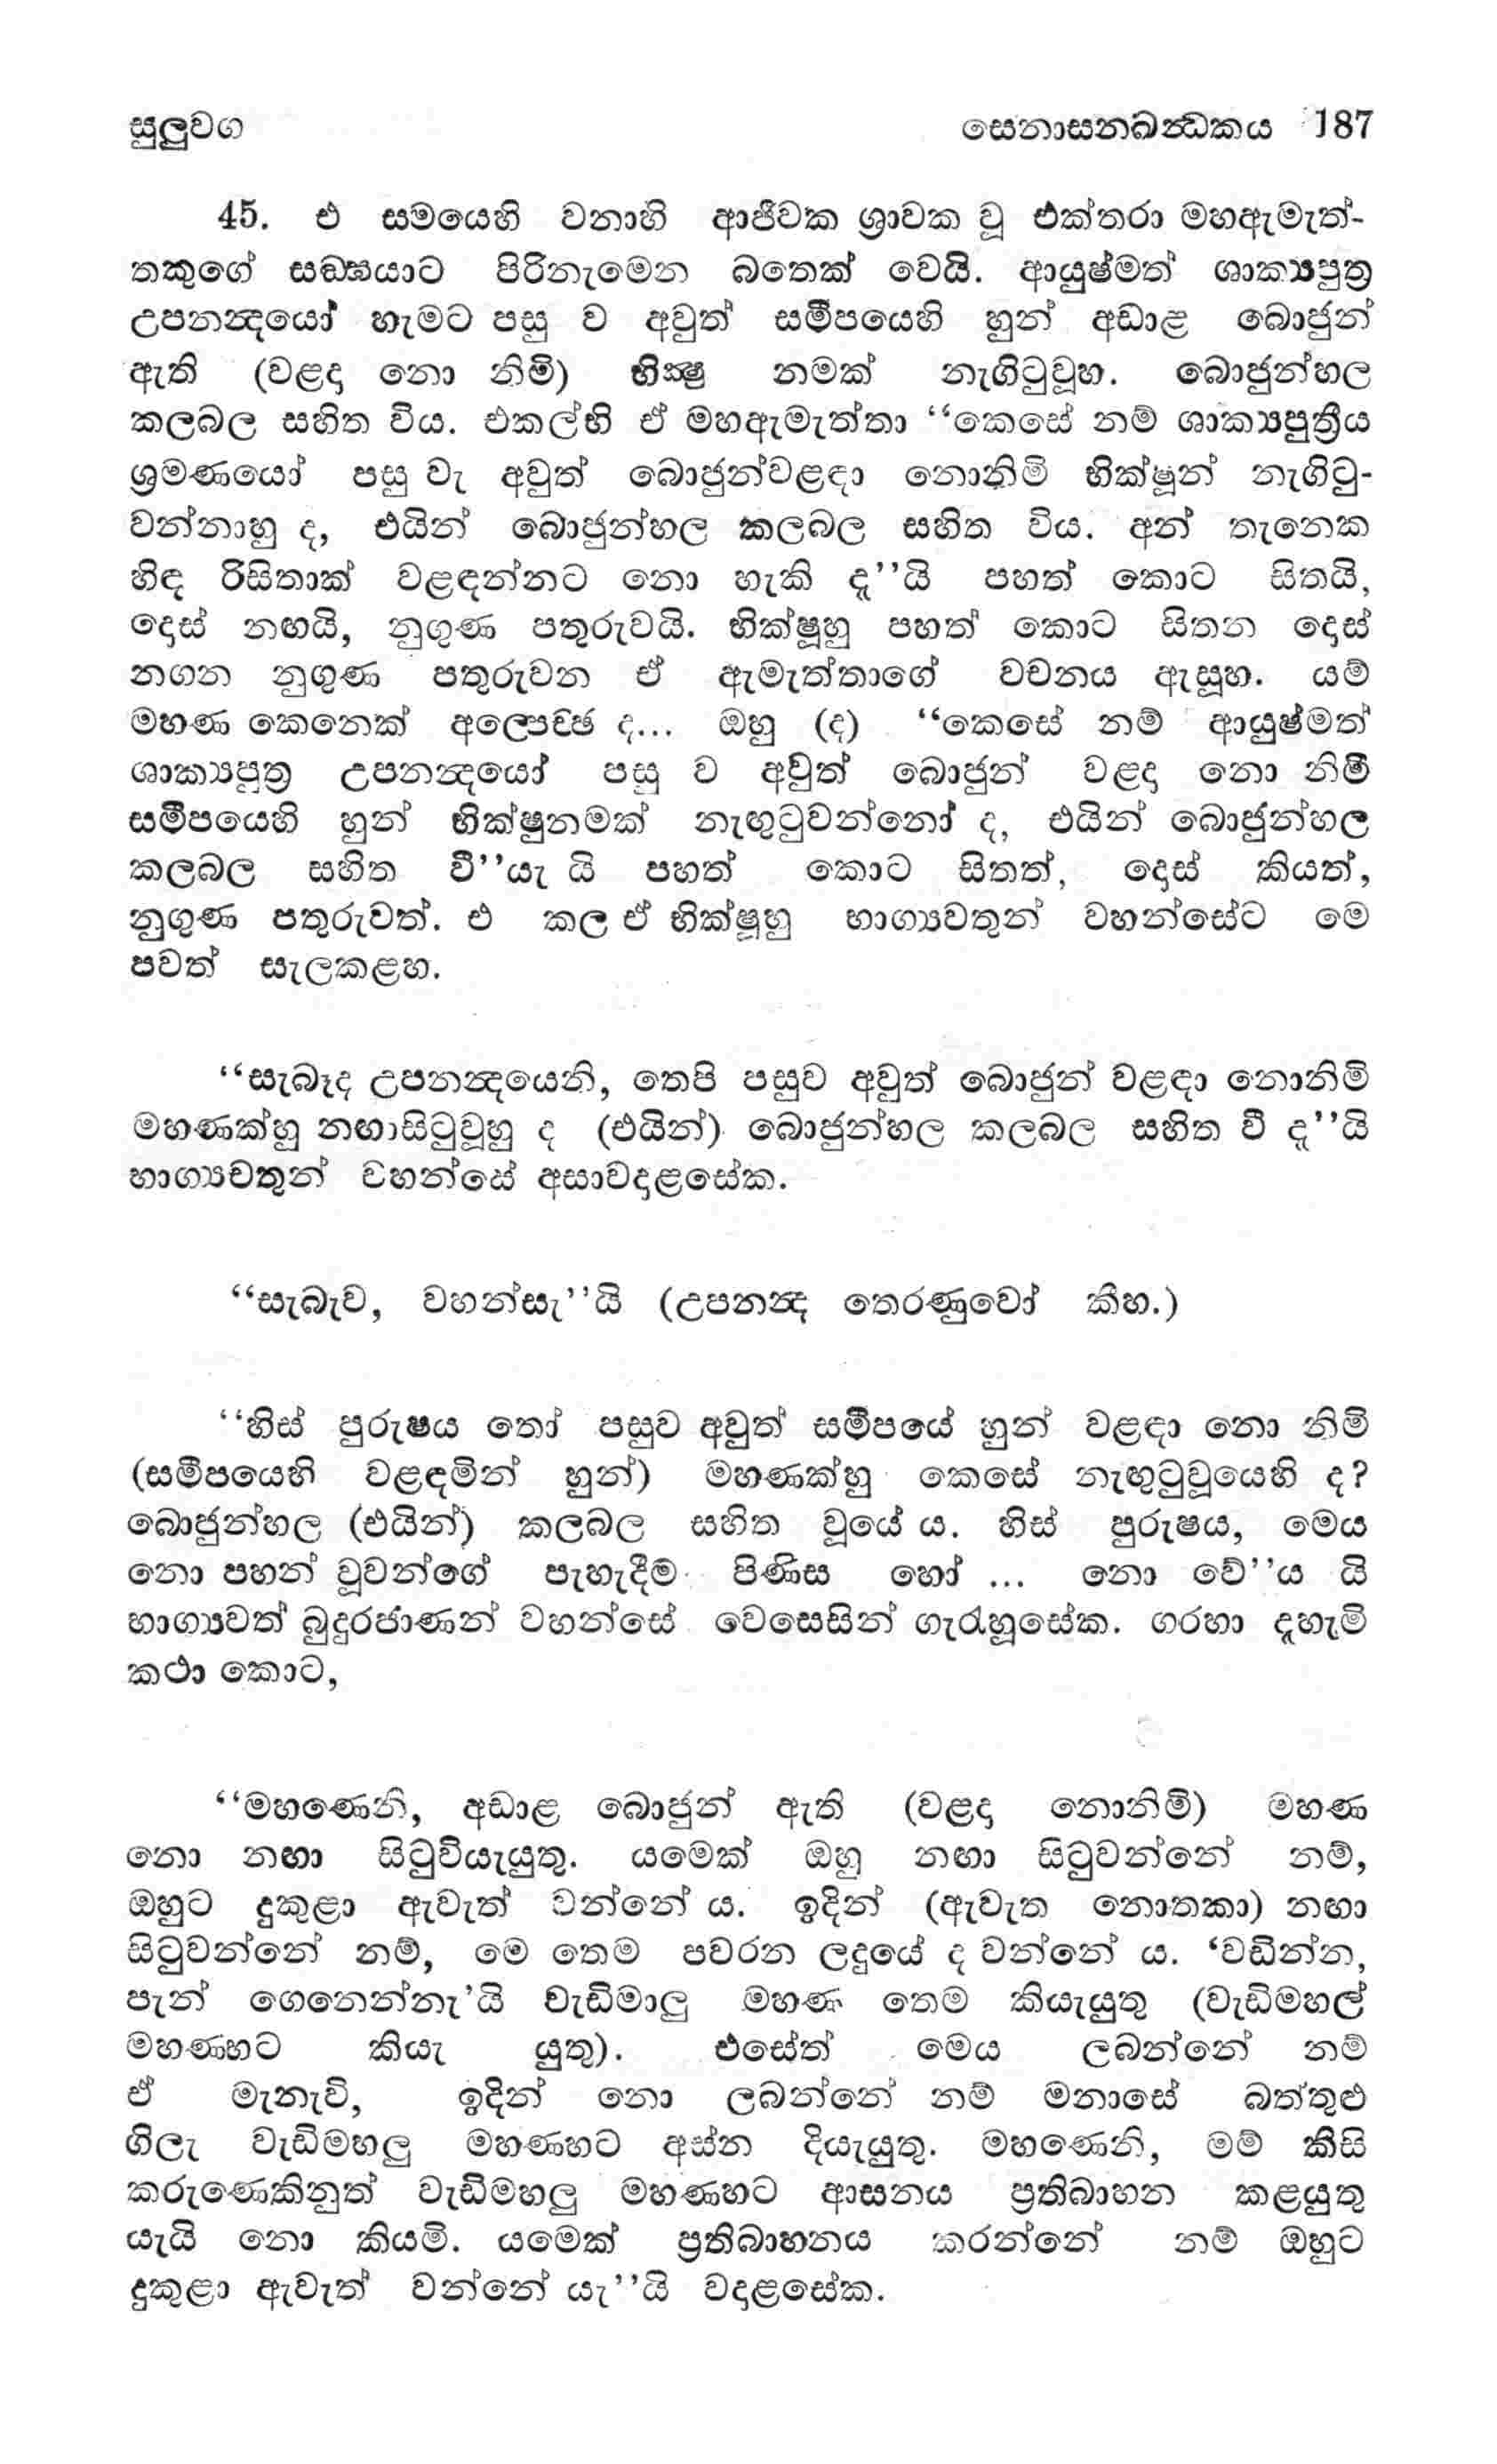 සුලුවග සෙනාසනඛන්‍ධකය 187
45. එ සමයෙහි වනාහි ආජීවක ශ්‍රාවක වූ එක්තරා මහඇමැත්-
තකුගේ සඞ්ඝයාට පිරිනැමෙන බතෙක් වෙයි. ආයුෂ්මත් ශාක්‍යපුත්‍ර
උපනන්‍දයෝ හැමට පසු ව අවුත් සමීපයෙහි හුන් අඩාළ බොජුන්
ඇති (වළදා නො නිමි) භික්‍ෂු නමක් නැගිටුවූහ. බොජුන්හල
කලබල සහිත විය. එකල්හි ඒ මහඇමැත්තා “කෙසේ නම් ශාක්‍යපුත්‍රීය
ශ්‍රමණයෝ පසු වැ අවුත් බොජුන්වළඳා නොනිමි භික්ෂූන් නැගිටු-
වන්නාහු ද, එයින් බොජුන්හල කලබල සහිත විය. අන් තැනෙක
හිඳ රිසිතාක් වළඳන්නට නො හැකි දැ”යි පහත් කොට සිතයි,
දොස් නඟයි, නුගුණ පතුරුවයි. භික්ෂූහු පහත් කොට සිතන දොස්
නගන නුගුණ පතුරුවන ඒ ඇමැත්තාගේ වචනය ඇසූහ. යම්
මහණ කෙනෙක් අල්පෙච්ඡ ද... ඔහු (ද) “කෙසේ නම් ආයුෂ්මත්
ශාක්‍යපුත්‍ර උපනන්‍දයෝ පසු ව අවුත් බොජුන් වළදා නො නිමි
සමීපයෙහි හුන් භික්ෂුනමක් නැඟුටුවන්නෝ ද, එයින් බොජුන්හල
කලබල සහිත වී”යැ යි පහත් කොට සිතත්, දොස් කියත්,
නුගුණ පතුරුවත්. එ කල ඒ භික්ෂූහු භාග්‍යවතුන් වහන්සේට මෙ
පවත් සැලකළහ.
“සැබෑද උපනන්‍දයෙනි, තෙපි පසුව අවුත් බොජුන් වළඳා නොනිමි
මහණක්හු නඟාසිටුවූහු ද (එයින්) බොජුන්හල කලබල සහිත වී දැ”යි
භාග්‍යවතුන් වහන්සේ අසාවදාළසේක.
“සැබැව, වහන්සැ”යි (උපනන්‍ද තෙරණුවෝ කීහ.)
“හිස් පුරුෂය තෝ පසුව අවුත් සමීපයේ හුන් වළඳා නො නිමි
(සමීපයෙහි වළඳමින් හුන්) මහණක්හු කෙසේ නැඟුටුවූයෙහි ද?
බොජුන්හල (එයින්) කලබල සහිත වූයේ ය. හිස් පුරුෂය, මෙය
නො පහන් වූවන්ගේ පැහැදීම පිණිස හෝ ... නො වේ”ය යි
භාග්‍යවත් බුදුරජාණන් වහන්සේ වෙසෙසින් ගැරැහූසේක. ගරහා දැහැමි
කථා කොට,
“මහණෙනි, අඩාළ බොජුන් ඇති (වළදා නොනිමි) මහණ
නො නඟා සිටුවියැයුතු. යමෙක් ඔහු නඟා සිටුවන්නේ නම්,
ඔහුට දුකුළා ඇවැත් වන්නේ ය. ඉදින් (ඇවැත නොතකා) නඟා
සිටුවන්නේ නම්, මෙ තෙම පවරන ලදුයේ ද වන්නේ ය. ‘වඩින්න,
පැන් ගෙනෙන්නැ’යි වැඩිමාලු මහණ තෙම කියැයුතු (වැඩිමහල්
මහණහට කියැ යුතු). එසේත් මෙය ලබන්නේ නම්
ඒ මැනැවි, ඉදින් නො ලබන්නේ නම් මනාසේ බත්තුළු
ගිලැ වැඩිමහලු මහණහට අස්න දියැයුතු. මහණෙනි, මම් කිසි
කරුණෙකිනුත් වැඩිමහලු මහණහට ආසනය ප්‍රතිබාහන කළයුතු
යැයි නො කියමි. යමෙක් ප්‍රතිබාහනය කරන්නේ නම් ඔහුට
දුකුළා ඇවැත් වන්නේ යැ”යි වදාළසේක.